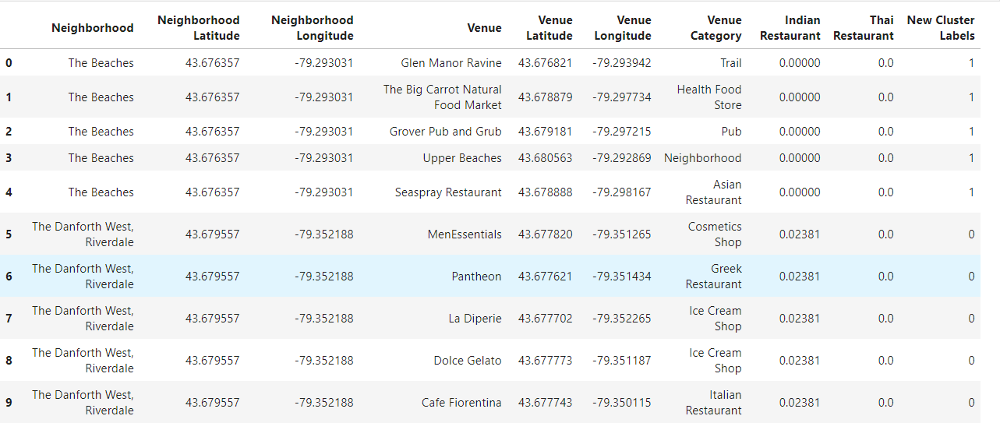 Neighborhood Neighborhood Latitude Neighborhood Longitude Venue Venue Latitude Venue Longitude Venue Category Indian Restaurant Thai Restaurant New Cluster Labels
0 The Beaches 43.676357 -79.293031 Glen Manor Ravine 43.676821 -79.293942 Trail 0.00000 0.0 1
1 The Beaches 43.676357 -79.293031 The Big Carrot Natural Food Market 43.678879 -79.297734 Health Food Store 0.00000 0.0 1
2 The Beaches 43.676357 -79.293031 Grover Pub and Grub 43.679181 -79.297215 Pub 0.00000 0.0 1
3 The Beaches 43.676357 -79.293031 Upper Beaches 43.680563 -79.292869 Neighborhood 0.00000 0.0 1
4 The Beaches 43.676357 -79.293031 Seaspray Restaurant 43.678888 -79.298167 Asian Restaurant 0.00000 0.0 1
5 The Danforth West, Riverdale 43.679557 -79.352188 MenEssentials 43.677820 -79.351265 Cosmetics Shop 0.02381 0.0 0
6 The Danforth West, Riverdale 43.679557 -79.352188 Pantheon 43.677621 -79.351434 Greek Restaurant 0.02381 0.0 0
7 The Danforth West, Riverdale 43.679557 -79.352188 La Diperie 43.677702 -79.352265 Ice Cream Shop 0.02381 0.0 0
8 The Danforth West, Riverdale 43.679557 -79.352188 Dolce Gelato 43.677773 -79.351187 Ice Cream Shop 0.02381 0.0 0
9 The Danforth West, Riverdale 43.679557 -79.352188 Cafe Fiorentina 43.677743 -79.350115 Italian Restaurant 0.02381 0.0 0